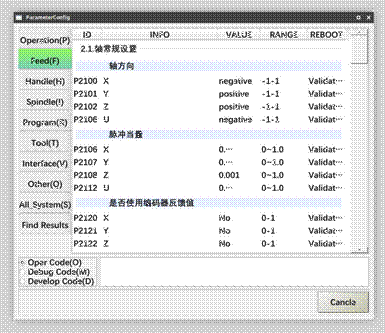 ParameterConfig
ID INFO VALUE RANGE REBOOT
Operation(P)
Feed(F)
Handle(H)
Spindle(I)
Program(R)
Tool(T)
Interface(V)
Other(O)
All_System(S)
Find Results
2.1.轴常规设置
轴方向
P2100 X negative -1-1 Validat···
P2101 Y positive -1-1 Validat···
P2102 Z positive -1-1 Validat···
P2106 U negative -1-1 Validat···
脉冲当量
P2106 X 0.··· 0~1.0 Validat···
P2107 Y 0.··· 0~1.0 Validat···
P2108 Z 0.001 0~1.0 Validat···
P2112 U 0.··· 0~1.0 Validat···
是否使用编码器反馈值
P2120 X No 0-1 Validat···
P2121 Y No 0-1 Validat···
P2122 Z No 0-1 Validat···
Oper Code(O)
Debug Code(M)
Develop Code(D)
Cancle